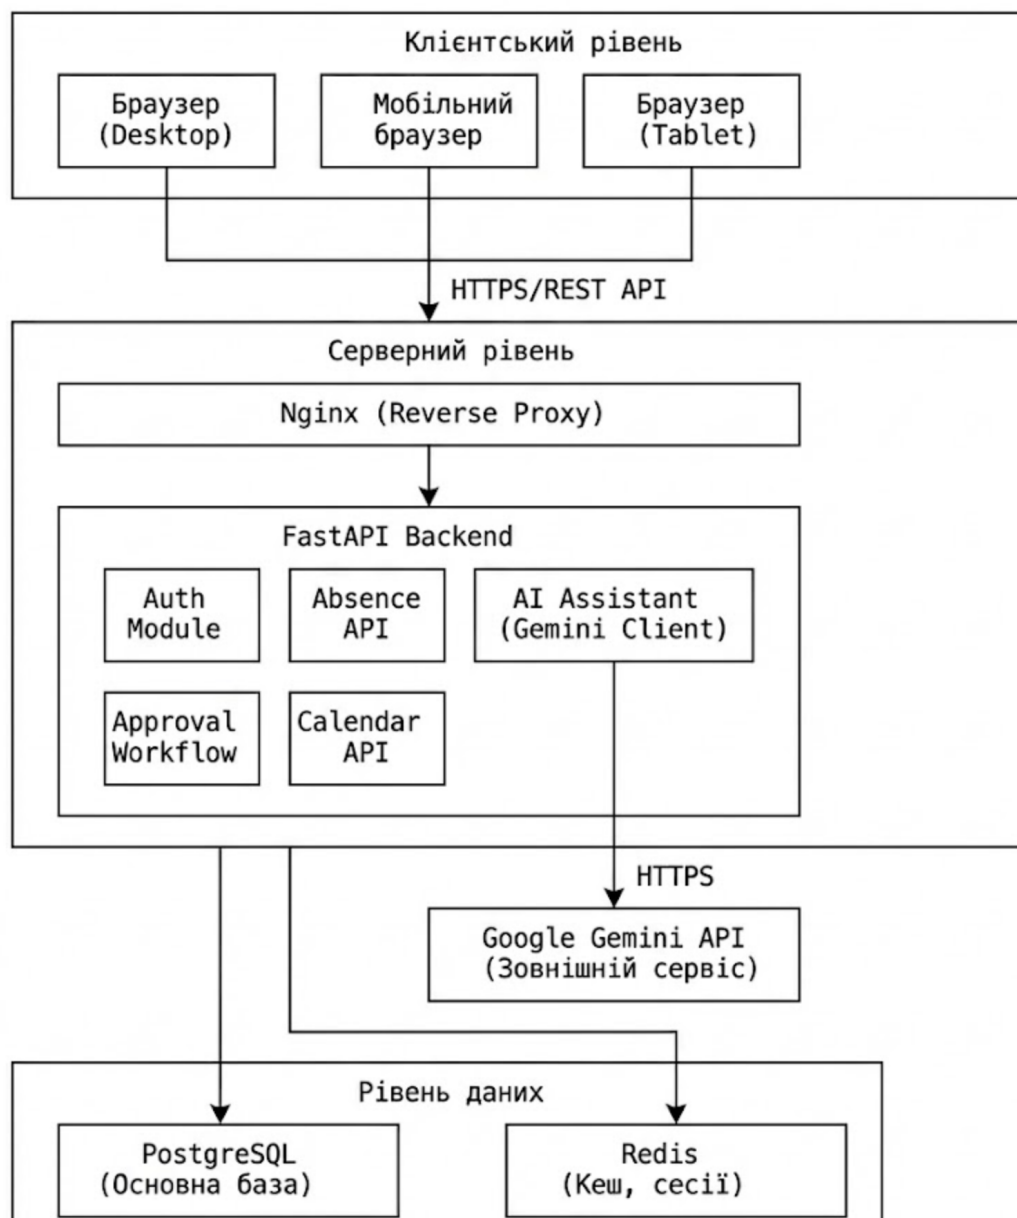 Клієнтський рівень
Браузер
(Desktop)
Мобільний
браузер
Браузер
(Tablet)
HTTPS/REST API
Серверний рівень
Nginx (Reverse Proxy)
FastAPI Backend
Auth
Module
Absence
API
AI Assistant
(Gemini Client)
Approval
Workflow
Calendar
API
HTTPS
Google Gemini API
(Зовнішній сервіс)
Рівень даних
PostgreSQL
(Основна база)
Redis
(Кеш, сесії)